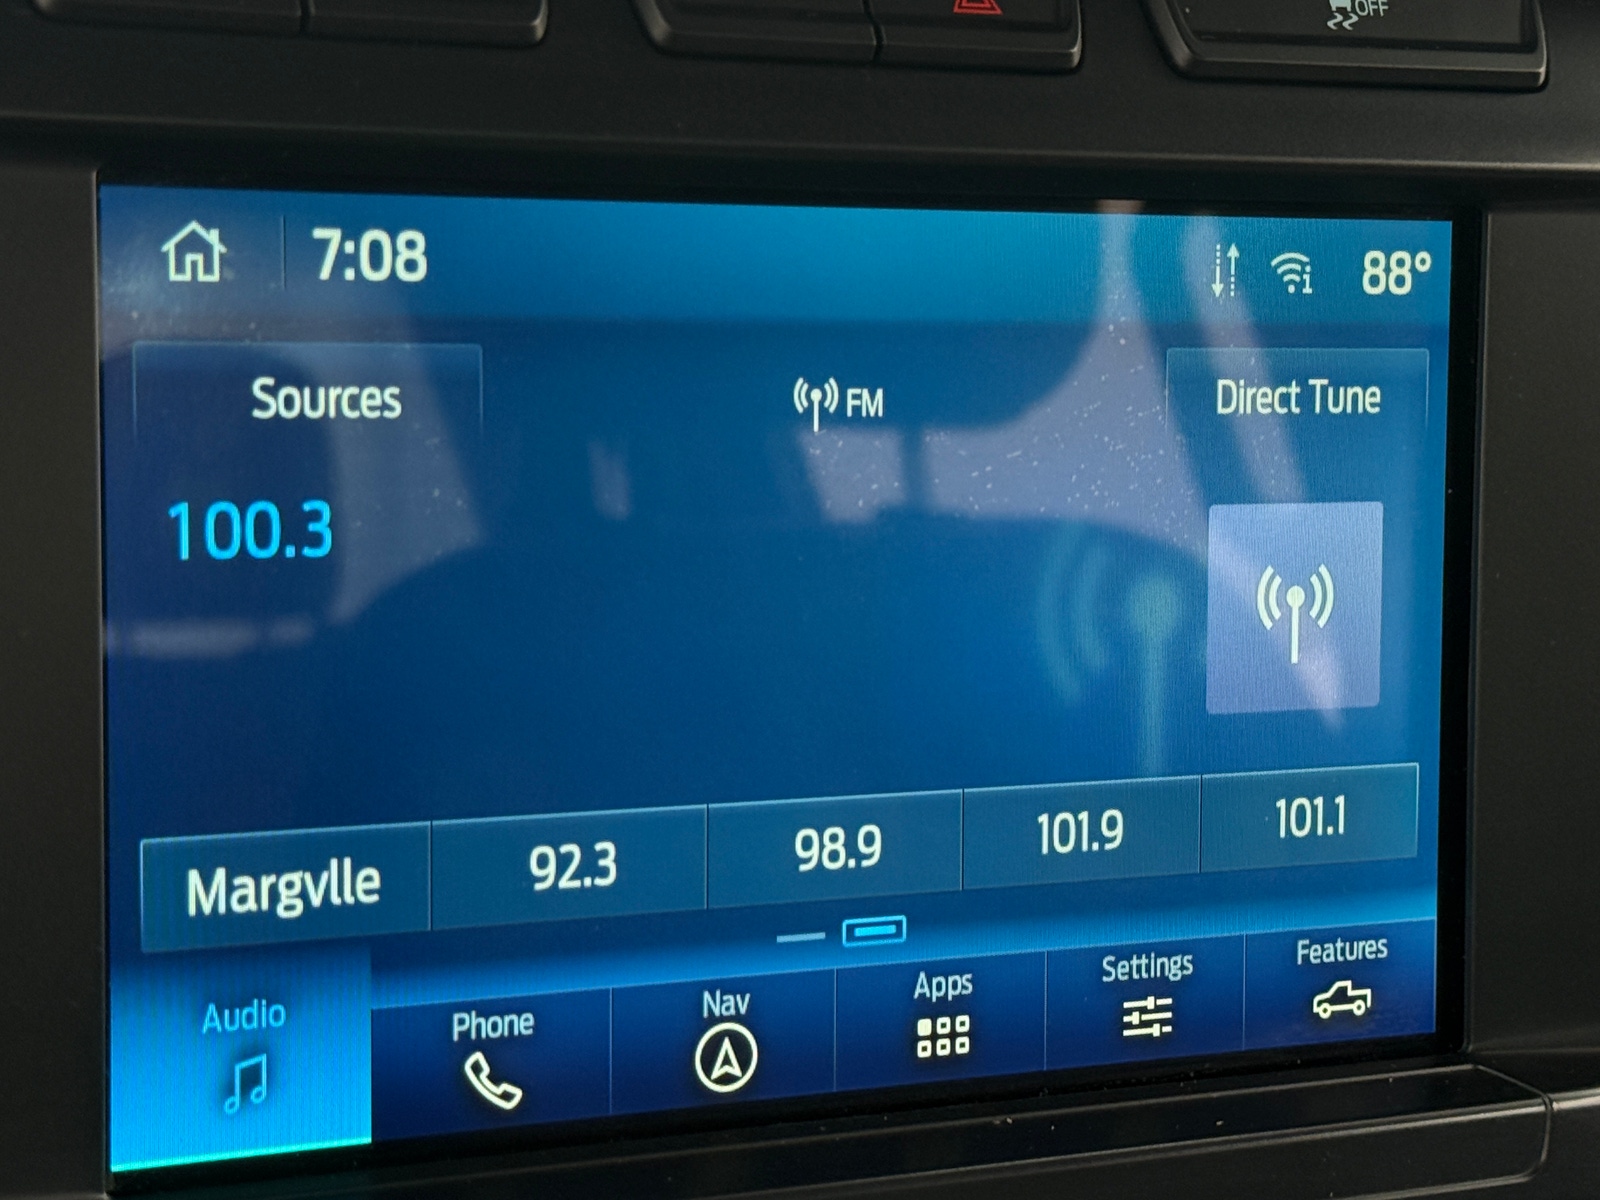 OFF
7:08
88°
Sources
FM
Direct Tune
100.3
Margvlle 92.3 98.9 101.9 101.1
Audio Phone Nav Apps Settings Features